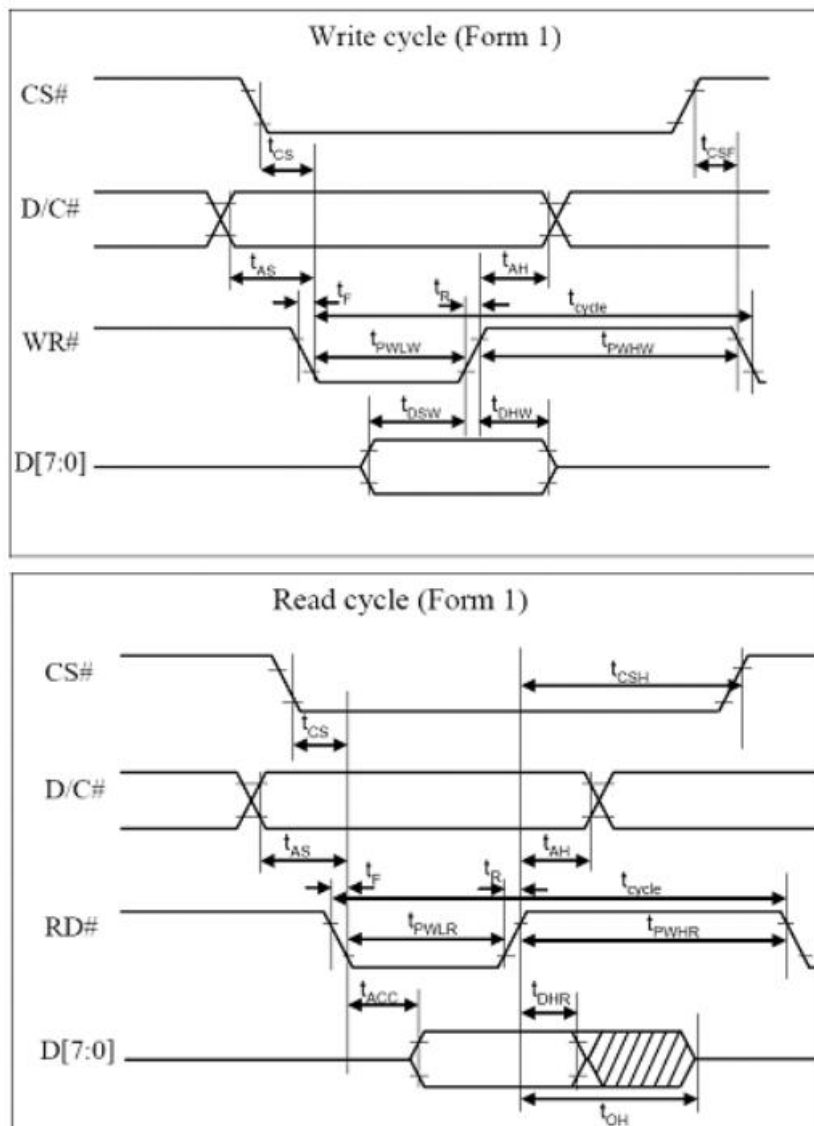 Write cycle (Form 1)
CS#
tCS
tCSF
D/C#
tAS
tF
tR
tAH
tcycle
WR#
tPWLW
tPWHW
tDSW
tDHW
D[7:0]
Read cycle (Form 1)
CS#
tCSH
tCS
D/C#
tAS
tF
tR
tAH
tcycle
RD#
tPWLR
tPWHR
tACC
tDHR
D[7:0]
tOH